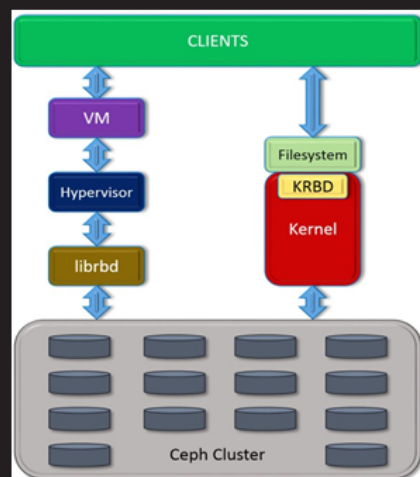 CLIENTS
VM
Hypervisor
librbd
Filesystem
KRBD
Kernel
Ceph Cluster